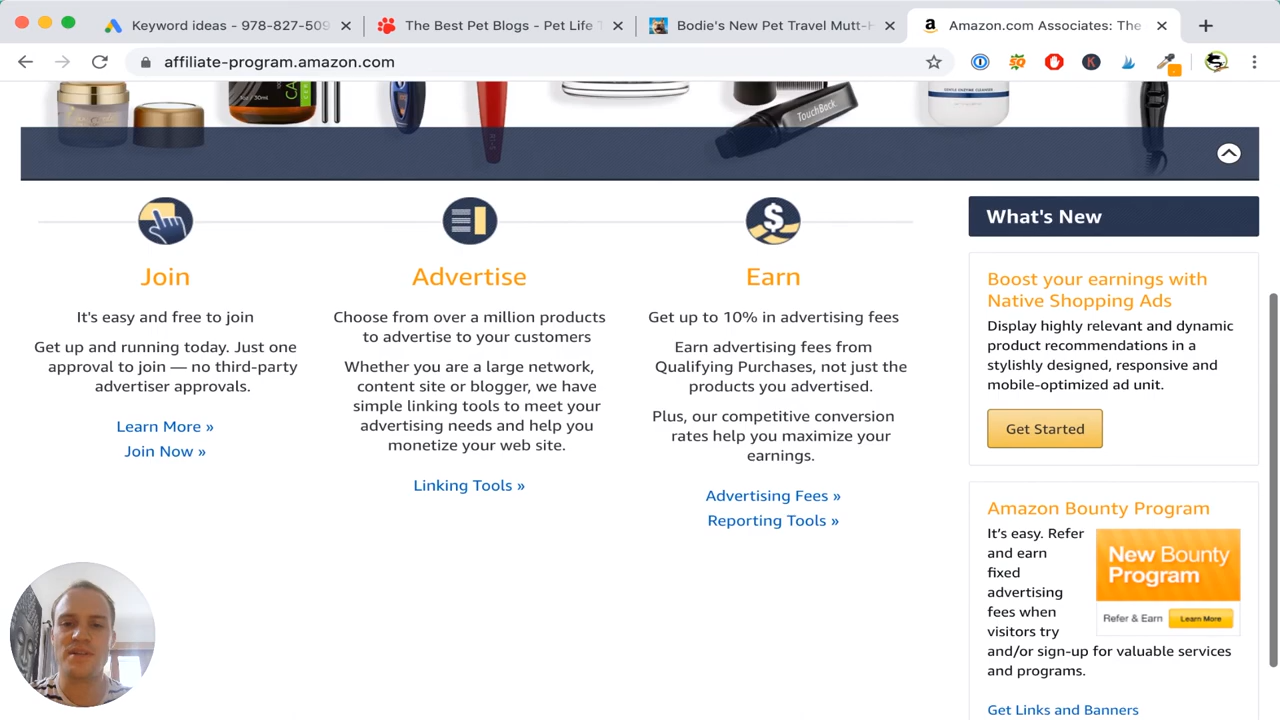 Keyword ideas - 978-827-509
The Best Pet Blogs - Pet Life T
Bodie's New Pet Travel Mutt-H
Amazon.com Associates: The
affiliate-program.amazon.com
TouchBack
GENTLE ENZYME CLEANSER
What's New
Join
It's easy and free to join
Get up and running today. Just one
approval to join — no third-party
advertiser approvals.
Learn More »
Join Now »
Advertise
Choose from over a million products
to advertise to your customers
Whether you are a large network,
content site or blogger, we have
simple linking tools to meet your
advertising needs and help you
monetize your web site.
Linking Tools »
Earn
Get up to 10% in advertising fees
Earn advertising fees from
Qualifying Purchases, not just the
products you advertised.
Plus, our competitive conversion
rates help you maximize your
earnings.
Advertising Fees »
Reporting Tools »
Boost your earnings with
Native Shopping Ads
Display highly relevant and dynamic
product recommendations in a
stylishly designed, responsive and
mobile-optimized ad unit.
Get Started
Amazon Bounty Program
It's easy. Refer
and earn
fixed
advertising
fees when
visitors try
and/or sign-up for valuable services
and programs.
New Bounty
Program
Refer & Earn
Learn More
Get Links and Banners